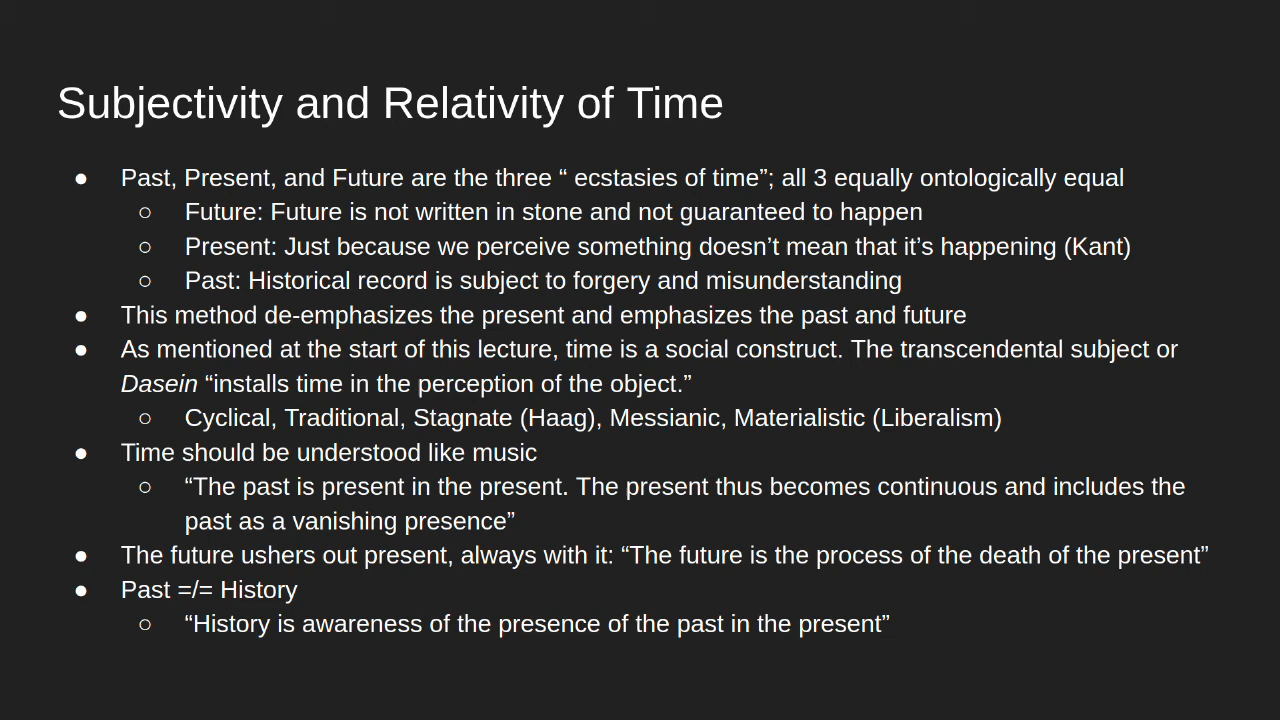 Subjectivity and Relativity of Time
● Past, Present, and Future are the three “ ecstasies of time”; all 3 equally ontologically equal
○ Future: Future is not written in stone and not guaranteed to happen
○ Present: Just because we perceive something doesn’t mean that it’s happening (Kant)
○ Past: Historical record is subject to forgery and misunderstanding
● This method de-emphasizes the present and emphasizes the past and future
● As mentioned at the start of this lecture, time is a social construct. The transcendental subject or
Dasein “installs time in the perception of the object.”
○ Cyclical, Traditional, Stagnate (Haag), Messianic, Materialistic (Liberalism)
● Time should be understood like music
○ “The past is present in the present. The present thus becomes continuous and includes the
past as a vanishing presence”
● The future ushers out present, always with it: “The future is the process of the death of the present”
● Past =/= History
○ “History is awareness of the presence of the past in the present”